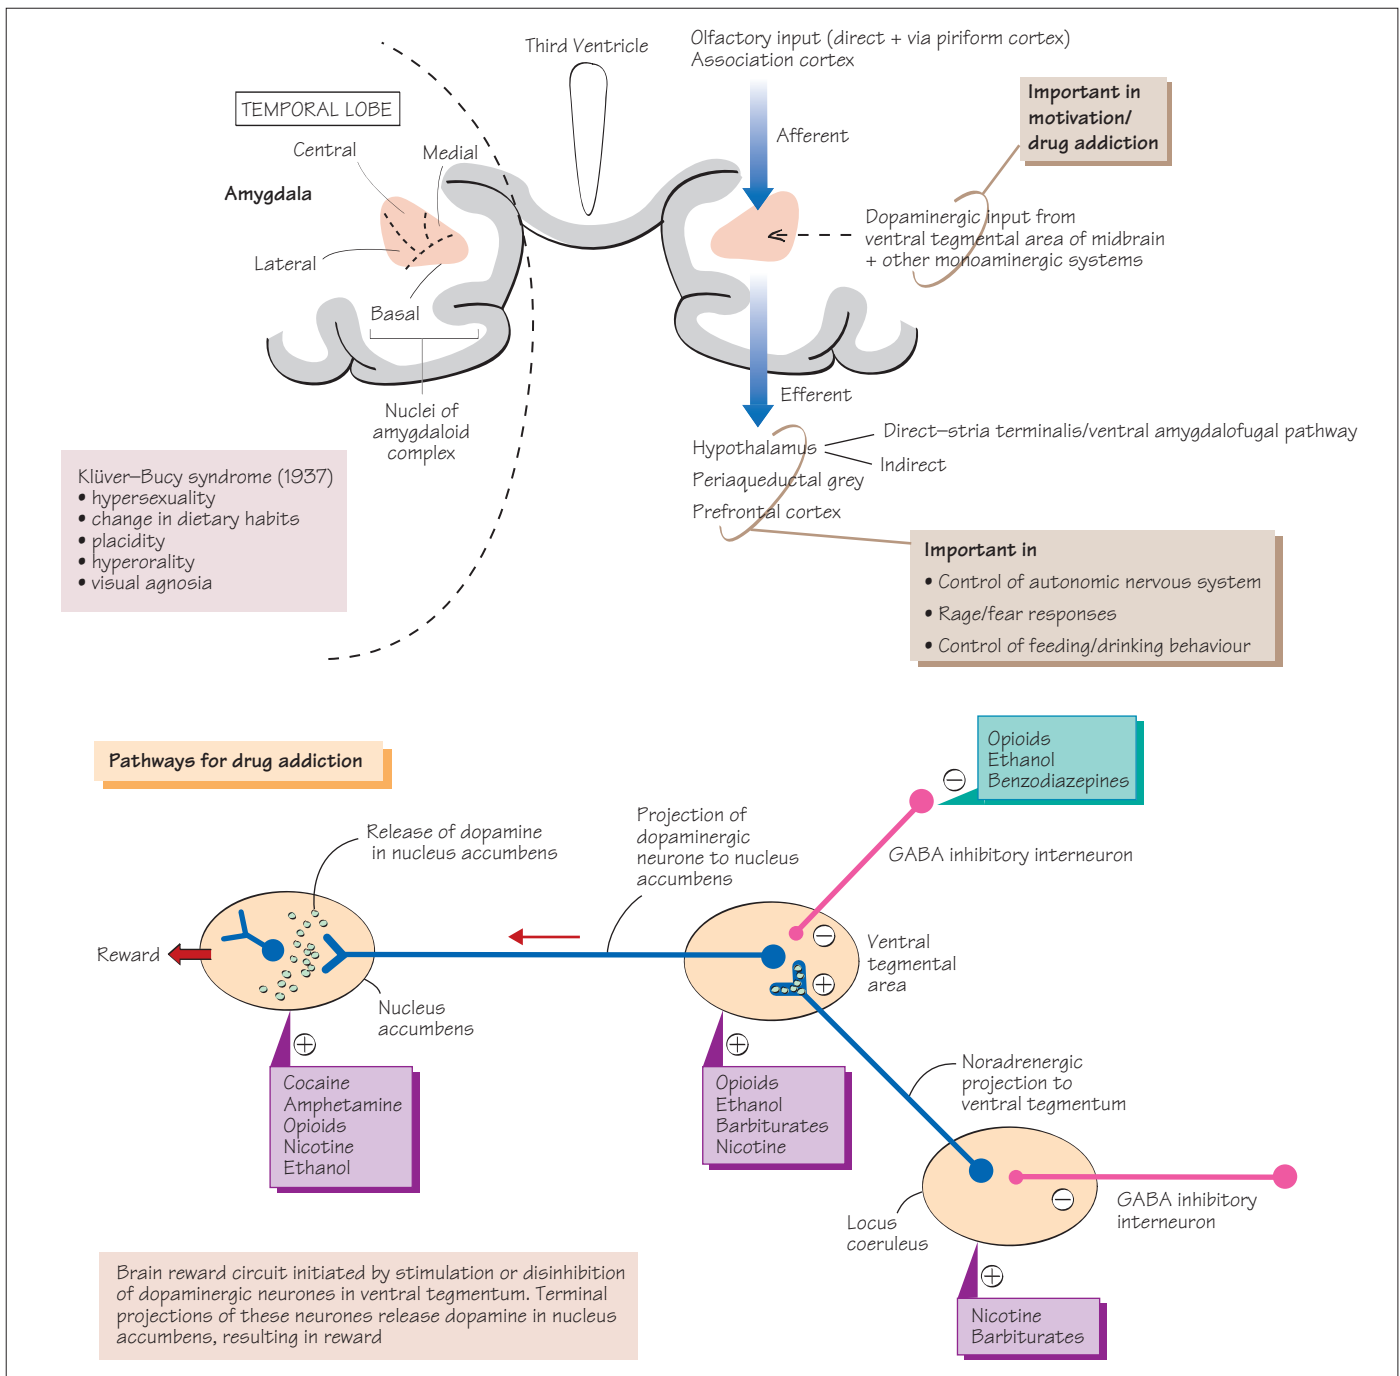 Third Ventricle
Olfactory input (direct + via piriform cortex)
Association cortex
TEMPORAL LOBE
Central
Medial
Amygdala
Lateral
Basal
Nuclei of
amygdaloid
complex
Afferent
Important in
motivation/
drug addiction
Dopaminergic input from
ventral tegmental area of midbrain
+ other monoaminergic systems
Efferent
Hypothalamus
Direct–stria terminalis/ventral amygdalofugal pathway
Indirect
Periaqueductal grey
Prefrontal cortex
Klüver–Bucy syndrome (1937)
• hypersexuality
• change in dietary habits
• placidity
• hyperorality
• visual agnosia
Important in
• Control of autonomic nervous system
• Rage/fear responses
• Control of feeding/drinking behaviour
Pathways for drug addiction
Opioids
Ethanol
Benzodiazepines
−
GABA inhibitory interneuron
Release of dopamine
in nucleus accumbens
Projection of
dopaminergic
neurone to nucleus
accumbens
Reward
Nucleus
accumbens
−
+
Ventral
tegmental
area
+
Cocaine
Amphetamine
Opioids
Nicotine
Ethanol
+
Opioids
Ethanol
Barbiturates
Nicotine
Noradrenergic
projection to
ventral tegmentum
Locus
coeruleus
−
GABA inhibitory
interneuron
+
Nicotine
Barbiturates
Brain reward circuit initiated by stimulation or disinhibition
of dopaminergic neurones in ventral tegmentum. Terminal
projections of these neurones release dopamine in nucleus
accumbens, resulting in reward